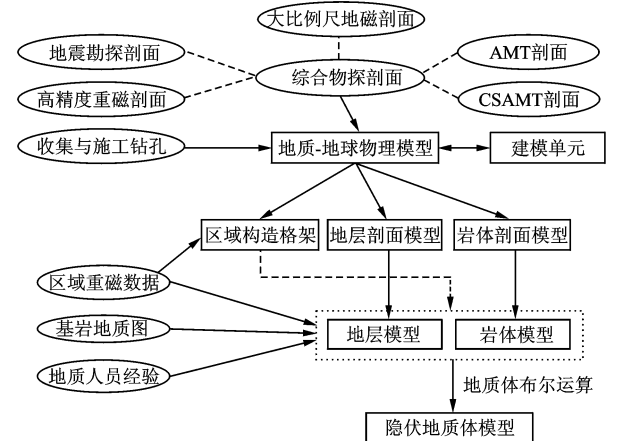 大比例尺地磁剖面
地震勘探剖面
AMT剖面
综合物探剖面
高精度重磁剖面
CSAMT剖面
收集与施工钻孔
地质-地球物理模型
建模单元
区域构造格架
地层剖面模型
岩体剖面模型
区域重磁数据
基岩地质图
地层模型
岩体模型
地质人员经验
地质体布尔运算
隐伏地质体模型